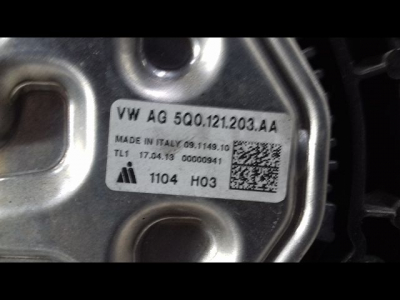 VW AG 5Q0.121.203.AA
MADE IN ITALY 09.1149.10
TL1 17.04.13 00000941
1104 H03